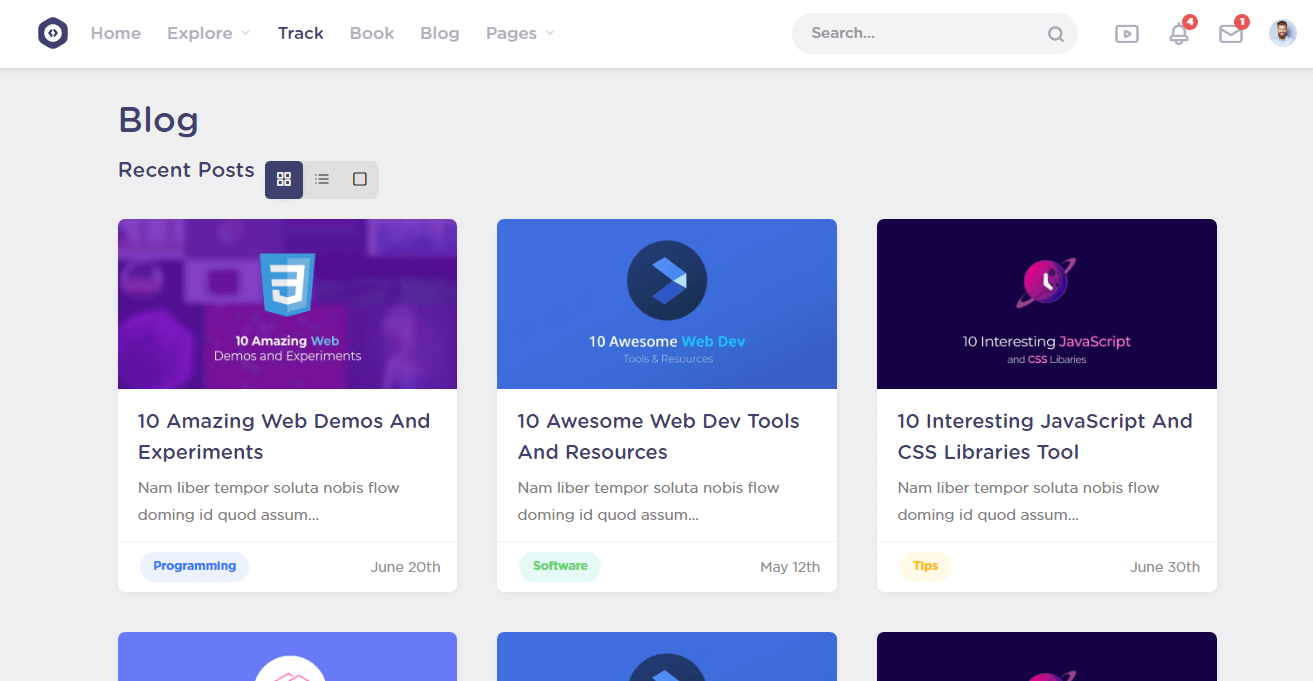 Home Explore Track Book Blog Pages Search... 4 1
Blog
Recent Posts
3
10 Amazing Web
Demos and Experiments
10 Amazing Web Demos And
Experiments
Nam liber tempor soluta nobis flow
doming id quod assum...
Programming June 20th
10 Awesome Web Dev
Tools & Resources
10 Awesome Web Dev Tools
And Resources
Nam liber tempor soluta nobis flow
doming id quod assum...
Software May 12th
10 Interesting JavaScript
and CSS Libaries
10 Interesting JavaScript And
CSS Libraries Tool
Nam liber tempor soluta nobis flow
doming id quod assum...
Tips June 30th